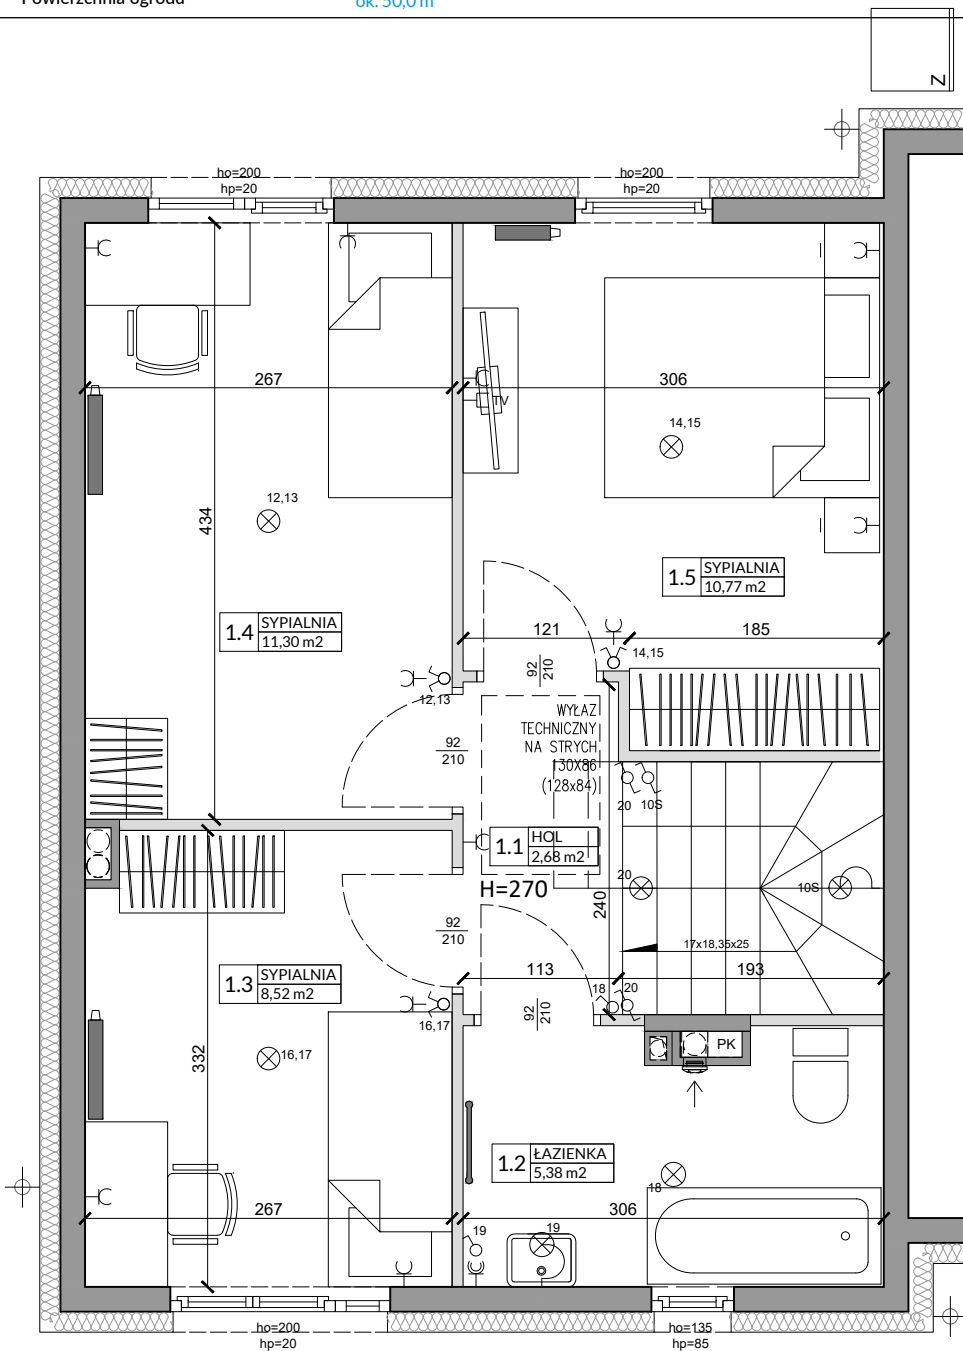 Powierzchnia ogrodu ok. 50,0 m
Z
ho=200
hp=20
ho=200
hp=20
267
306
TV
14,15
12,13
434
1.5 SYPIALNIA
10,77 m2
1.4 SYPIALNIA
11,30 m2
121
185
14,15
92
210
12,13
WYŁAZ
TECHNICZNY
NA STRYCH
130X86
(128x84)
92
210
20
10S
1.1 HOL
2,68 m2
H=270
20
10S
240
92
210
17x18,35x25
113
193
1.3 SYPIALNIA
8,52 m2
18
20
92
210
16,17
16,17
332
PK
1.2 ŁAZIENKA
5,38 m2
18
267
306
19
19
ho=200
hp=20
ho=135
hp=85